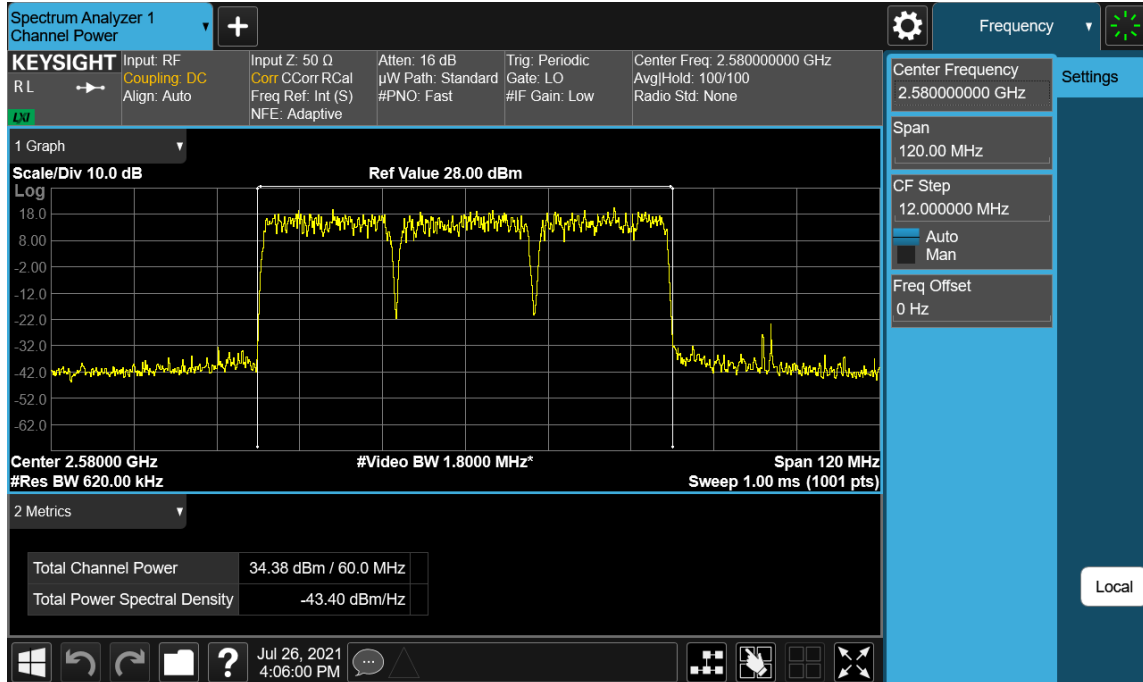 Spectrum Analyzer 1
Channel Power
+
Frequency
KEYSIGHT
R L
LXI
Input: RF
Coupling: DC
Align: Auto
Input Z: 50 Ω
Corr CCorr RCal
Freq Ref: Int (S)
NFE: Adaptive
Atten: 16 dB
µW Path: Standard
#PNO: Fast
Trig: Periodic
Gate: LO
#IF Gain: Low
Center Freq: 2.580000000 GHz
Avg|Hold: 100/100
Radio Std: None
1 Graph
Scale/Div 10.0 dB
Ref Value 28.00 dBm
Log
18.0
8.00
-2.00
-12.0
-22.0
-32.0
-42.0
-52.0
-62.0
Center 2.58000 GHz
#Video BW 1.8000 MHz*
Span 120 MHz
#Res BW 620.00 kHz
Sweep 1.00 ms (1001 pts)
2 Metrics
Total Channel Power 34.38 dBm / 60.0 MHz
Total Power Spectral Density -43.40 dBm/Hz
?
Jul 26, 2021
4:06:00 PM
Center Frequency
2.580000000 GHz
Span
120.00 MHz
CF Step
12.000000 MHz
Auto
Man
Freq Offset
0 Hz
Settings
Local